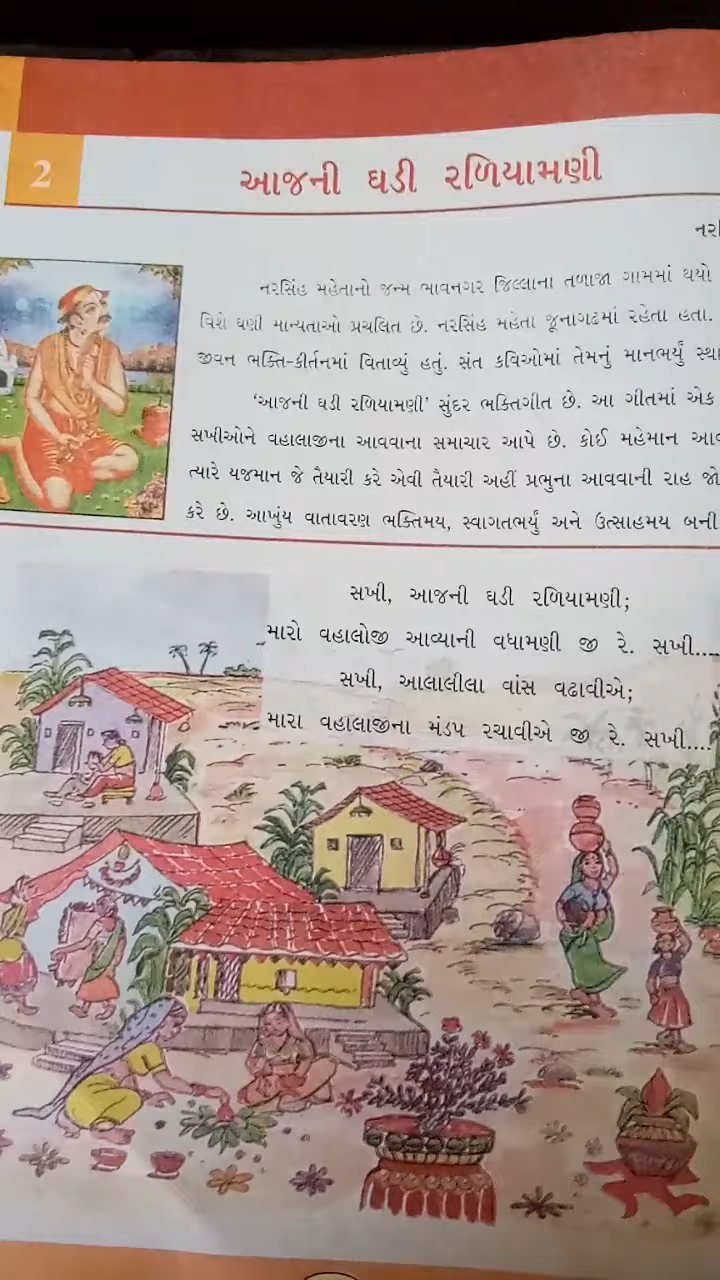 2
આજની ઘડી રળિયામણી
નરસિંહ મહેતાનો જન્મ ભાવનગર જિલ્લાના તળાજા ગામમાં થયો
વિશે ઘણી માન્યતાઓ પ્રચલિત છે. નરસિંહ મહેતા જૂનાગઢમાં રહેતા હતા.
જીવન ભક્તિ-કીર્તનમાં વિતાવ્યું હતું. સંત કવિઓમાં તેમનું માનભર્યું
'આજની ઘડી રળિયામણી' સુંદર ભક્તિગીત છે. આ ગીતમાં એક
સખીઓને વહાલાજીના આવવાના સમાચાર આપે છે. કોઈ મહેમાન
ત્યારે યજમાન જે તૈયારી કરે એવી તૈયારી અહીં પ્રભુના આવવાની રાહ
કરે છે. આખુંય વાતાવરણ ભક્તિમય, સ્વાગતભર્યું અને ઉત્સાહમય બની
સખી, આજની ઘડી રળિયામણી;
મારો વહાલોજી આવ્યાની વધામણી જી રે. સખી....
સખી, આલાલીલા વાંસ વઢાવીએ;
મારા વહાલાજીના મંડપ રચાવીએ જી રે. સખી....